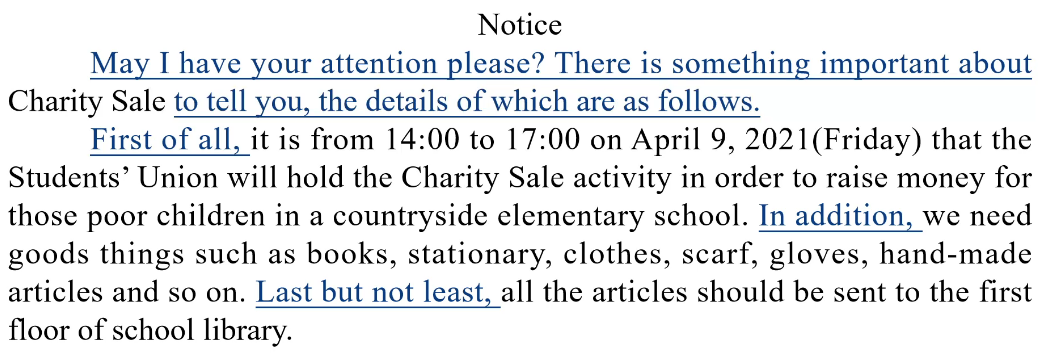 Notice
May I have your attention please? There is something important about
Charity Sale to tell you, the details of which are as follows.
First of all, it is from 14:00 to 17:00 on April 9, 2021(Friday) that the
Students’ Union will hold the Charity Sale activity in order to raise money for
those poor children in a countryside elementary school. In addition, we need
goods things such as books, stationary, clothes, scarf, gloves, hand-made
articles and so on. Last but not least, all the articles should be sent to the first
floor of school library.